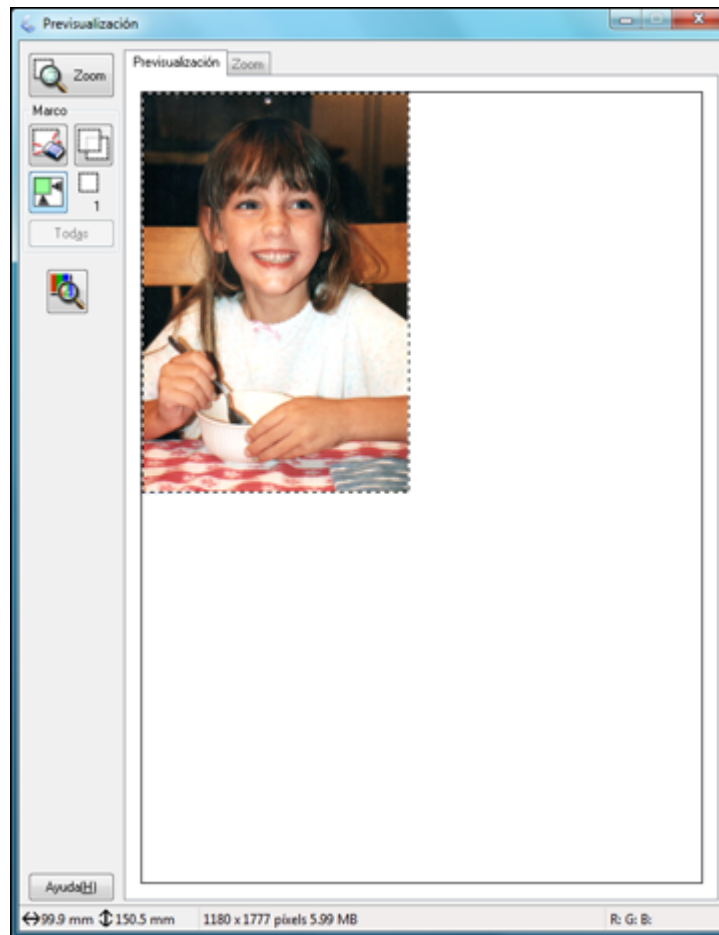 Previsualización
Zoom
Previsualización
Zoom
Marco
1
Todas
Ayuda(H)
99.9 mm 150.5 mm 1180 x 1777 píxels 5.99 MB R: G: B: